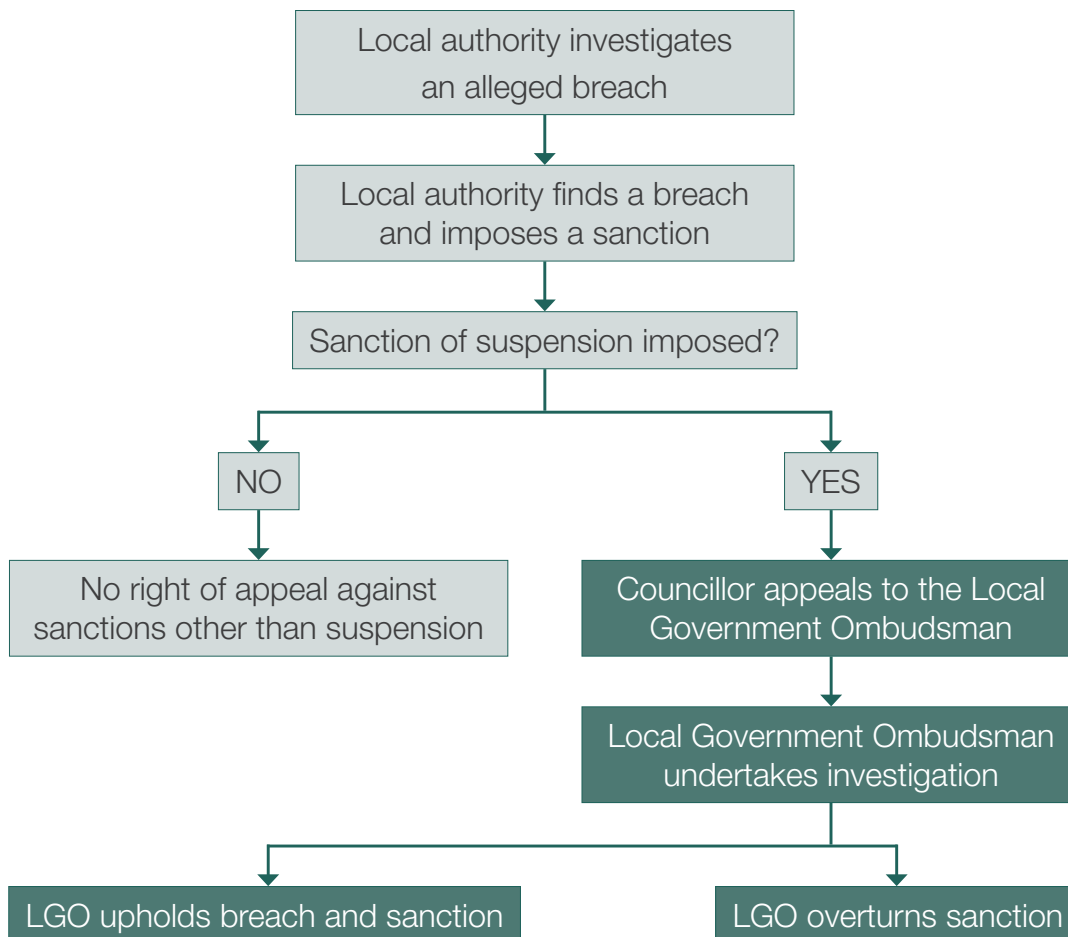 Local authority investigates
an alleged breach
Local authority finds a breach
and imposes a sanction
Sanction of suspension imposed?
NO
YES
No right of appeal against
sanctions other than suspension
Councillor appeals to the Local
Government Ombudsman
Local Government Ombudsman
undertakes investigation
LGO upholds breach and sanction
LGO overturns sanction